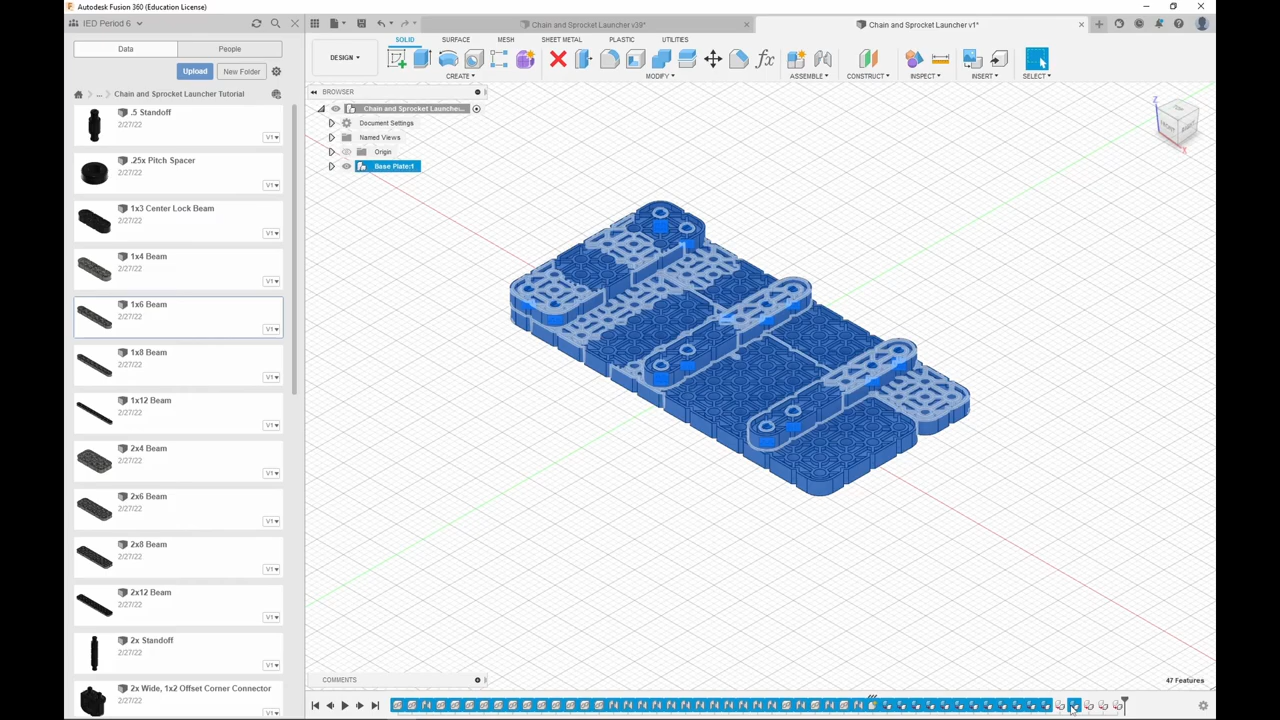 Autodesk Fusion 360 (Education License)
IED Period 6
Chain and Sprocket Launcher v39*
Chain and Sprocket Launcher v1*
Data
People
Upload
New Folder
... > Chain and Sprocket Launcher Tutorial
.5 Standoff
2/27/22
V1
.25x Pitch Spacer
2/27/22
V1
1x3 Center Lock Beam
2/27/22
V1
1x4 Beam
2/27/22
V1
1x6 Beam
2/27/22
V1
1x8 Beam
2/27/22
V1
1x12 Beam
2/27/22
V1
2x4 Beam
2/27/22
V1
2x6 Beam
2/27/22
V1
2x8 Beam
2/27/22
V1
2x12 Beam
2/27/22
V1
2x Standoff
2/27/22
V1
2x Wide, 1x2 Offset Corner Connector
2/27/22
V1
DESIGN
SOLID
SURFACE
MESH
SHEET METAL
PLASTIC
UTILITIES
fx
CREATE
MODIFY
ASSEMBLE
CONSTRUCT
INSPECT
INSERT
SELECT
BROWSER
Chain and Sprocket Launche...
Document Settings
Named Views
Origin
Base Plate:1
Z
TOP
FRONT
RIGHT
X
COMMENTS
47 Features